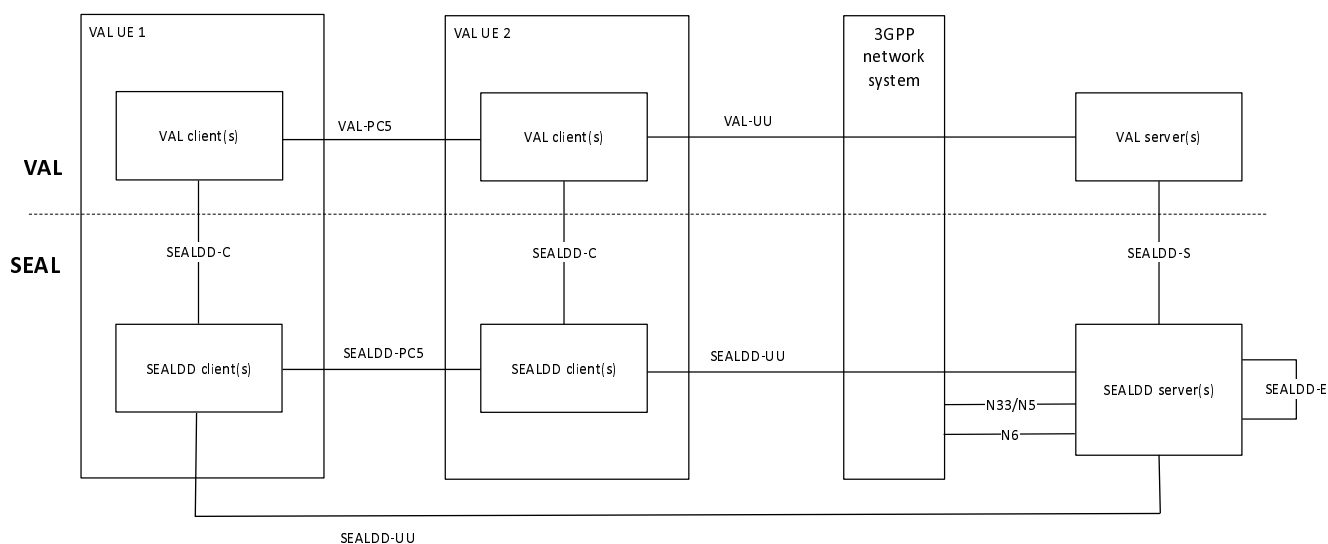 VAL UE 1
VAL UE 2
3GPP
network
system
VAL-PC5
VAL-UU
VAL client(s)
VAL client(s)
VAL server(s)
VAL
SEALDD-C
SEALDD-C
SEALDD-S
SEAL
SEALDD-PC5
SEALDD-UU
SEALDD client(s)
SEALDD client(s)
SEALDD server(s)
SEALDD-E
N33/N5
N6
SEALDD-UU